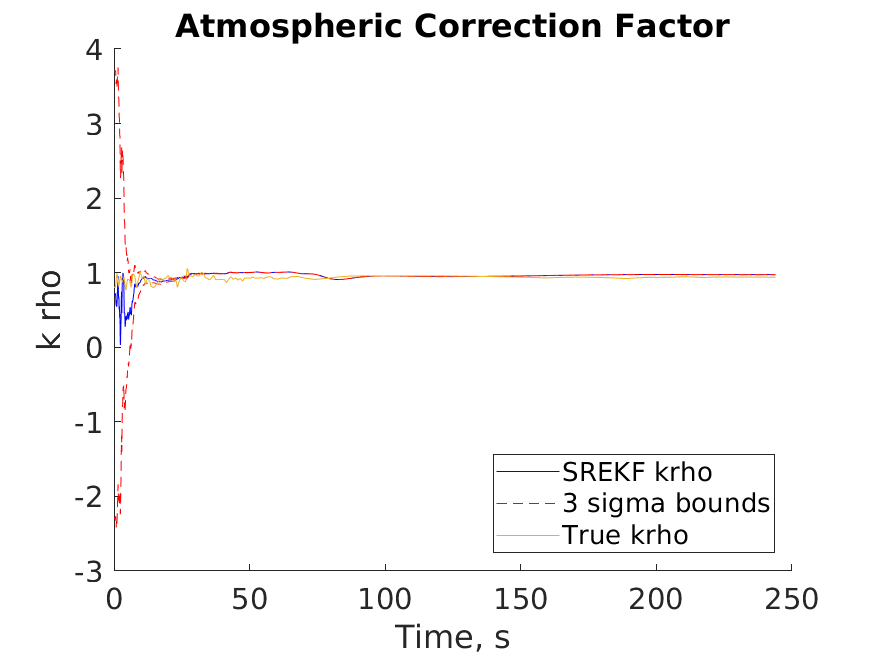 Atmospheric Correction Factor
4
3
2
1
0
-1
-2
-3
k rho
SREKF krho
3 sigma bounds
True krho
0 50 100 150 200 250
Time, s